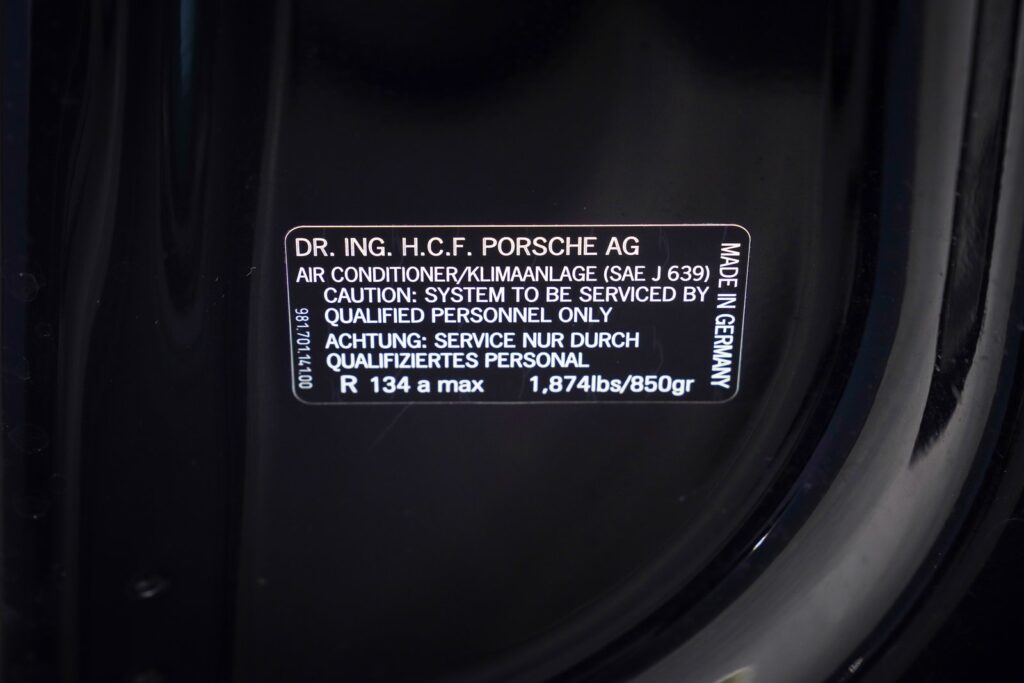 DR. ING. H.C.F. PORSCHE AG
AIR CONDITIONER/KLIMAANLAGE (SAE J 639)
CAUTION: SYSTEM TO BE SERVICED BY
QUALIFIED PERSONNEL ONLY
ACHTUNG: SERVICE NUR DURCH
QUALIFIZIERTES PERSONAL
R 134 a max 1,874lbs/850gr
981.701.141.00
MADE IN GERMANY